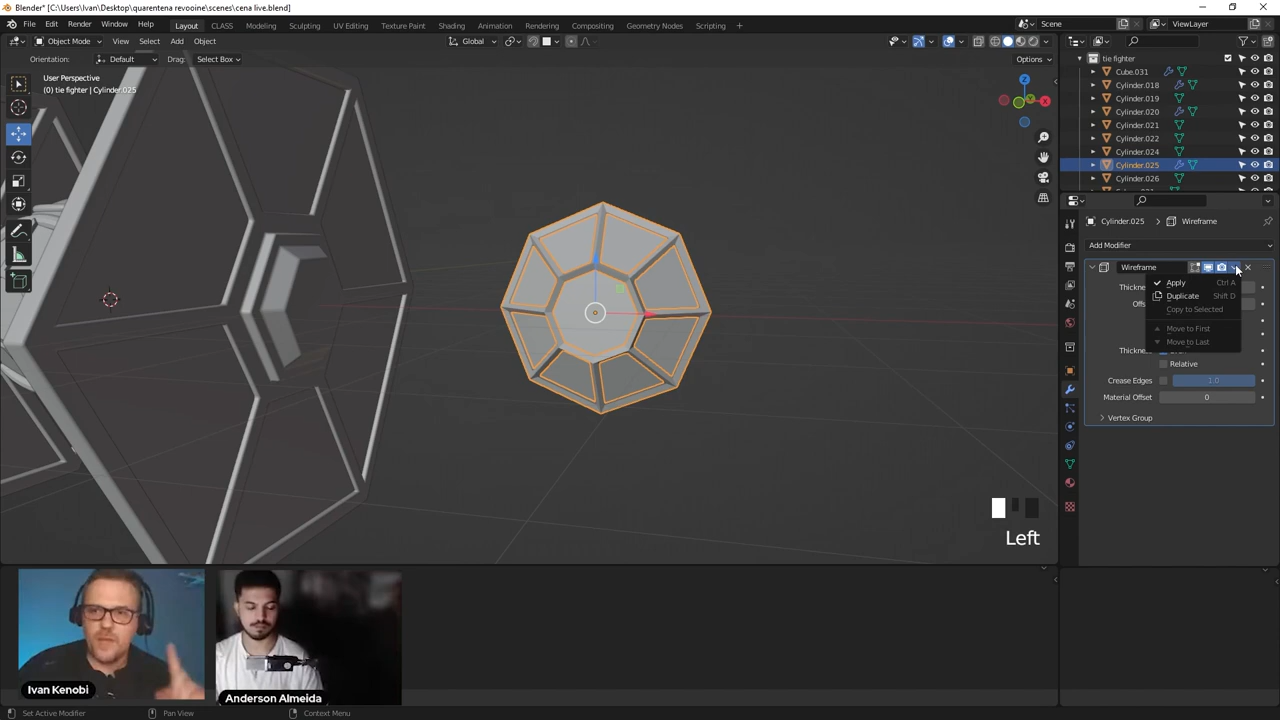 Blender* [C:\Users\Ivan\Desktop\quarentena revooine\scenes\cena live.blend]
File Edit Render Window Help Layout CLASS Modeling Sculpting UV Editing Texture Paint Shading Animation Rendering Compositing Geometry Nodes Scripting Scene ViewLayer
Object Mode View Select Add Object Global Options
Orientation: Default Drag: Select Box
User Perspective
(0) tie fighter | Cylinder.025
Z
X
Y
tie fighter
Cube.031
Cylinder.018
Cylinder.019
Cylinder.020
Cylinder.021
Cylinder.022
Cylinder.024
Cylinder.025
Cylinder.026
Cylinder.025 > Wireframe
Add Modifier
Wireframe
Apply Ctrl A
Duplicate Shift D
Copy to Selected
Move to First
Move to Last
Thickne
Offs
Thickne
Relative
Crease Edges 1.0
Material Offset 0
Vertex Group
Left
Ivan Kenobi
Anderson Almeida
Set Active Modifier Pan View Context Menu